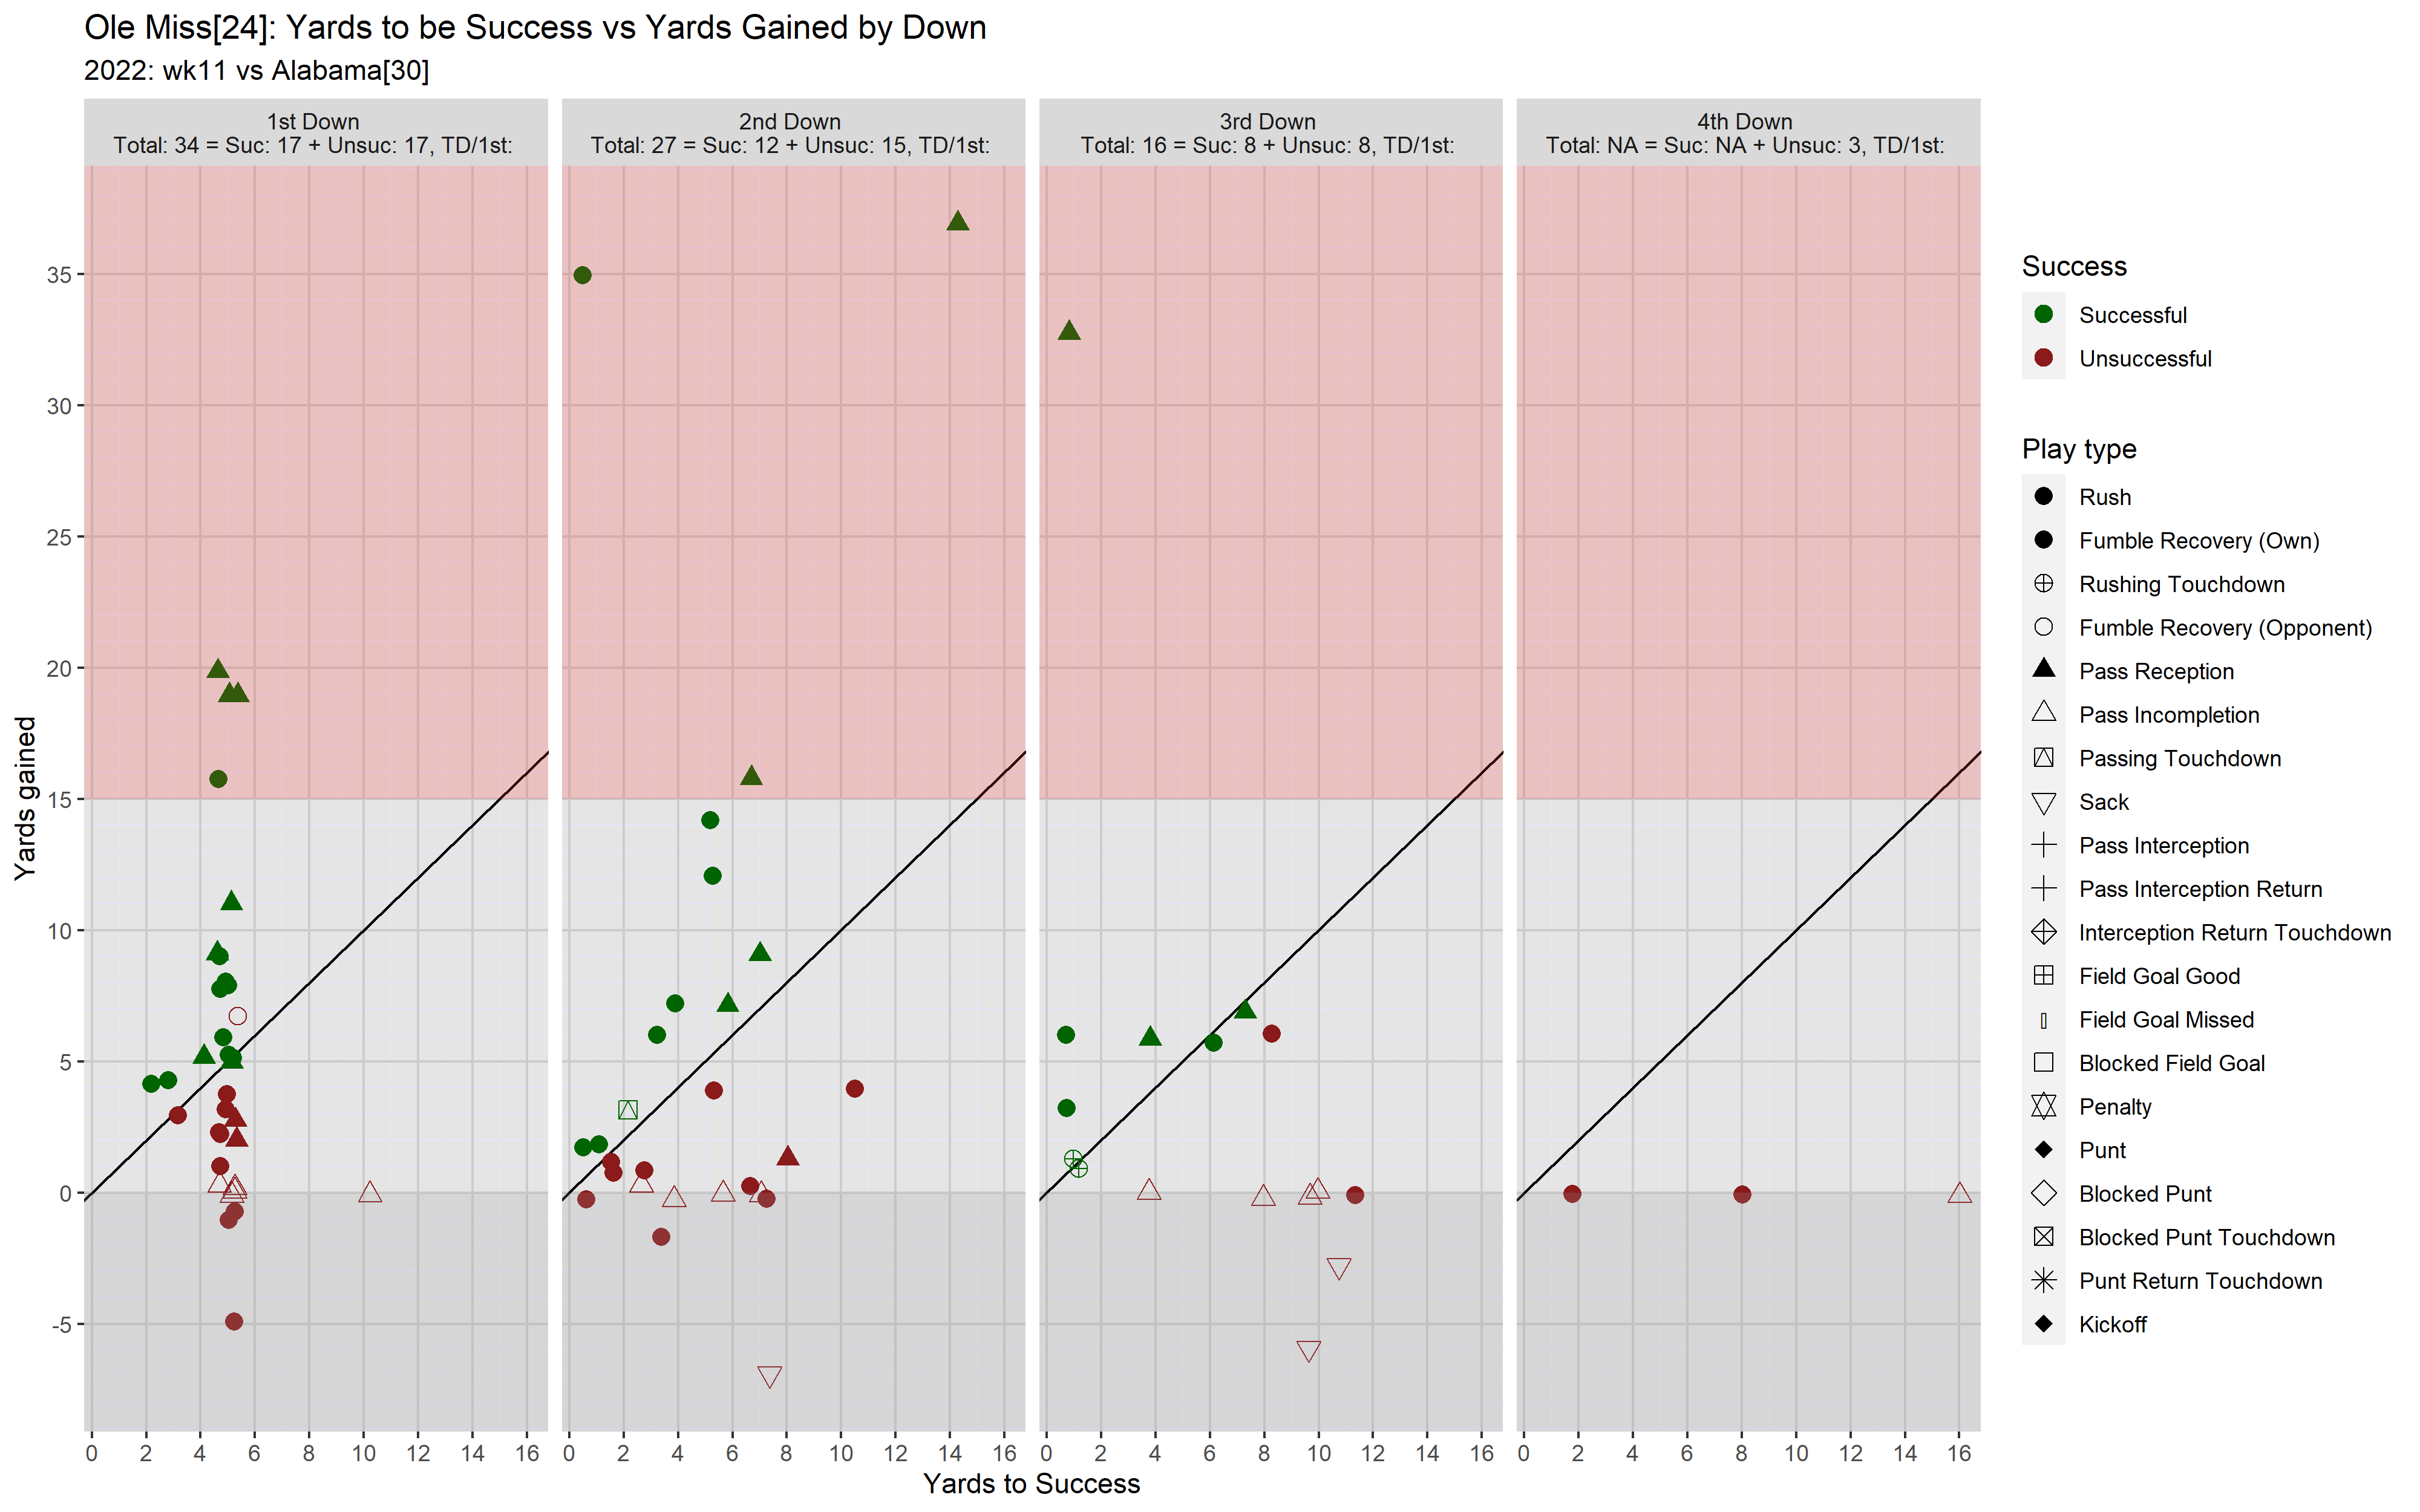 Ole Miss[24]: Yards to be Success vs Yards Gained by Down
2022: wk11 vs Alabama[30]
1st Down
Total: 34 = Suc: 17 + Unsuc: 17, TD/1st:
2nd Down
Total: 27 = Suc: 12 + Unsuc: 15, TD/1st:
3rd Down
Total: 16 = Suc: 8 + Unsuc: 8, TD/1st:
4th Down
Total: NA = Suc: NA + Unsuc: 3, TD/1st:
Yards gained
35
30
25
20
15
10
5
0
-5
0 2 4 6 8 10 12 14 16
0 2 4 6 8 10 12 14 16
0 2 4 6 8 10 12 14 16
0 2 4 6 8 10 12 14 16
Yards to Success
Success
Successful
Unsuccessful
Play type
Rush
Fumble Recovery (Own)
Rushing Touchdown
Fumble Recovery (Opponent)
Pass Reception
Pass Incompletion
Passing Touchdown
Sack
Pass Interception
Pass Interception Return
Interception Return Touchdown
Field Goal Good
Field Goal Missed
Blocked Field Goal
Penalty
Punt
Blocked Punt
Blocked Punt Touchdown
Punt Return Touchdown
Kickoff